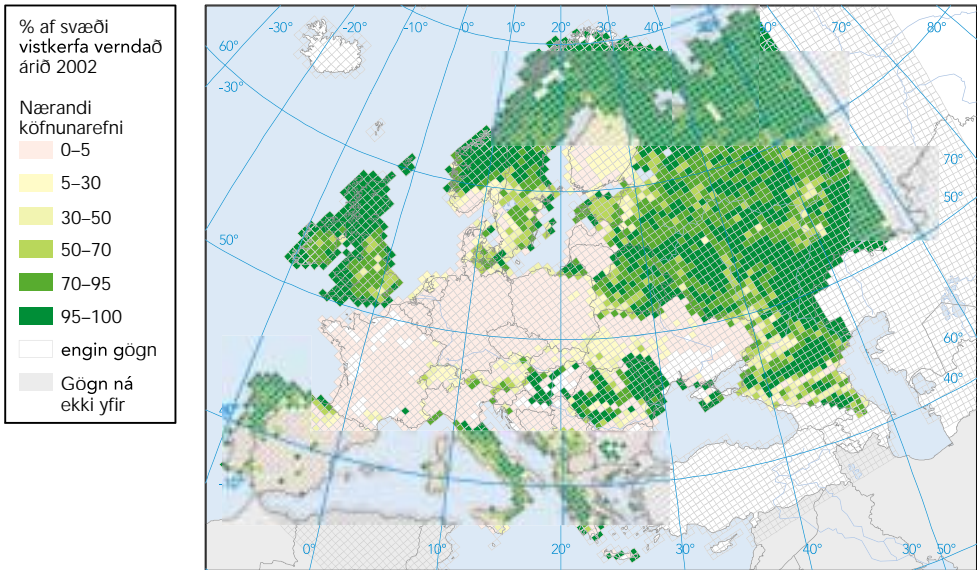 % af svæði
vistkerfa verndað
árið 2002
Nærandi
köfnunarefni
0–5
5–30
30–50
50–70
70–95
95–100
engin gögn
Gögn ná
ekki yfir
-30° -20° -10° 0° 10° 20° 30° 60° 70° 80°
60°
-30°
70°
50°
50°
60°
40°
0° 10° 20° 30° 40° 30° 50°